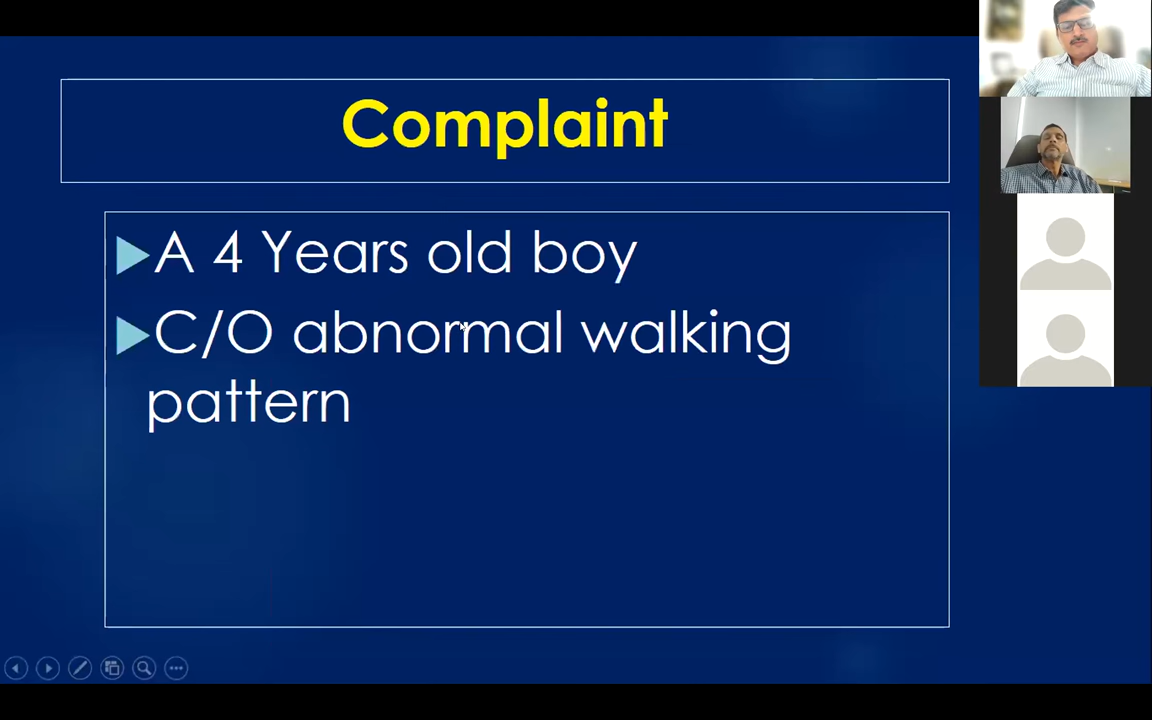 Complaint
A 4 Years old boy
C/O abnormal walking
pattern